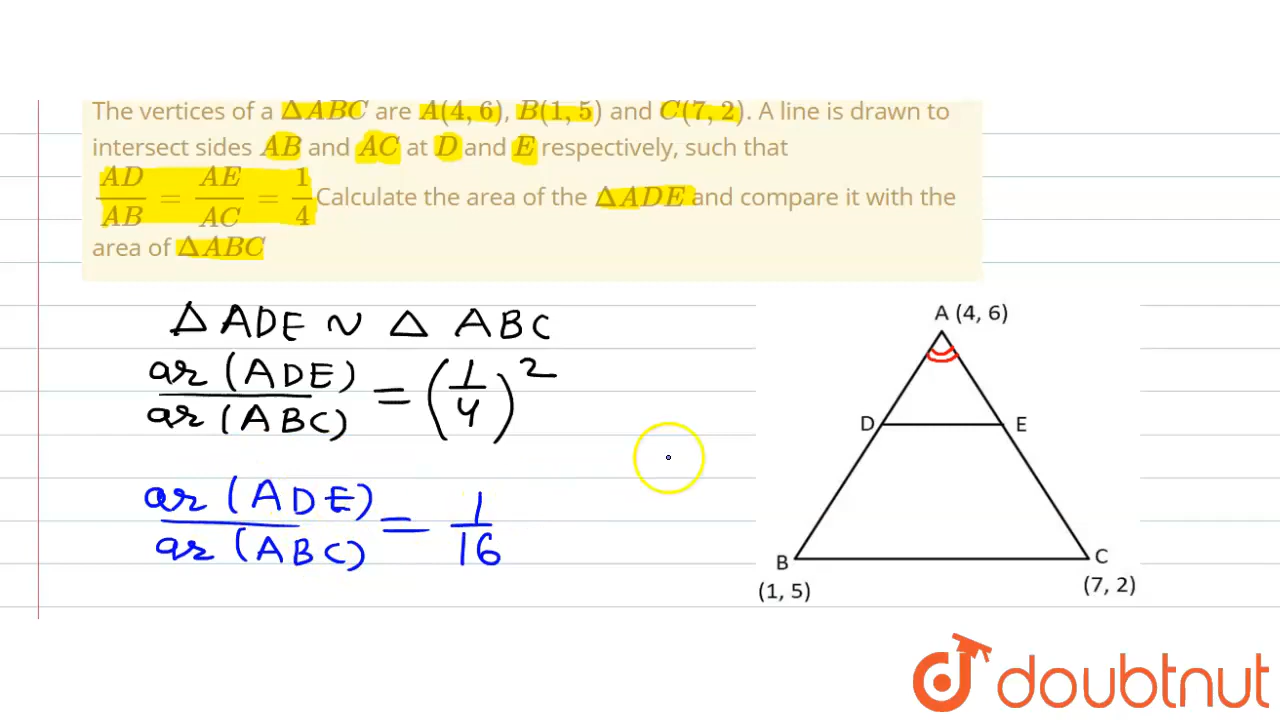 The vertices of a ΔABC are A(4, 6), B(1, 5) and C(7, 2). A line is drawn to
intersect sides AB and AC at D and E respectively, such that
AD/AB = AE/AC = 1/4 Calculate the area of the ΔADE and compare it with the
area of ΔABC
Δ ADE ~ Δ ABC
ar (ADE)/ar (ABC) = (1/4)^2
ar (ADE)/ar (ABC) = 1/16
A (4, 6)
D E
B C
(1, 5) (7, 2)
doubtnut